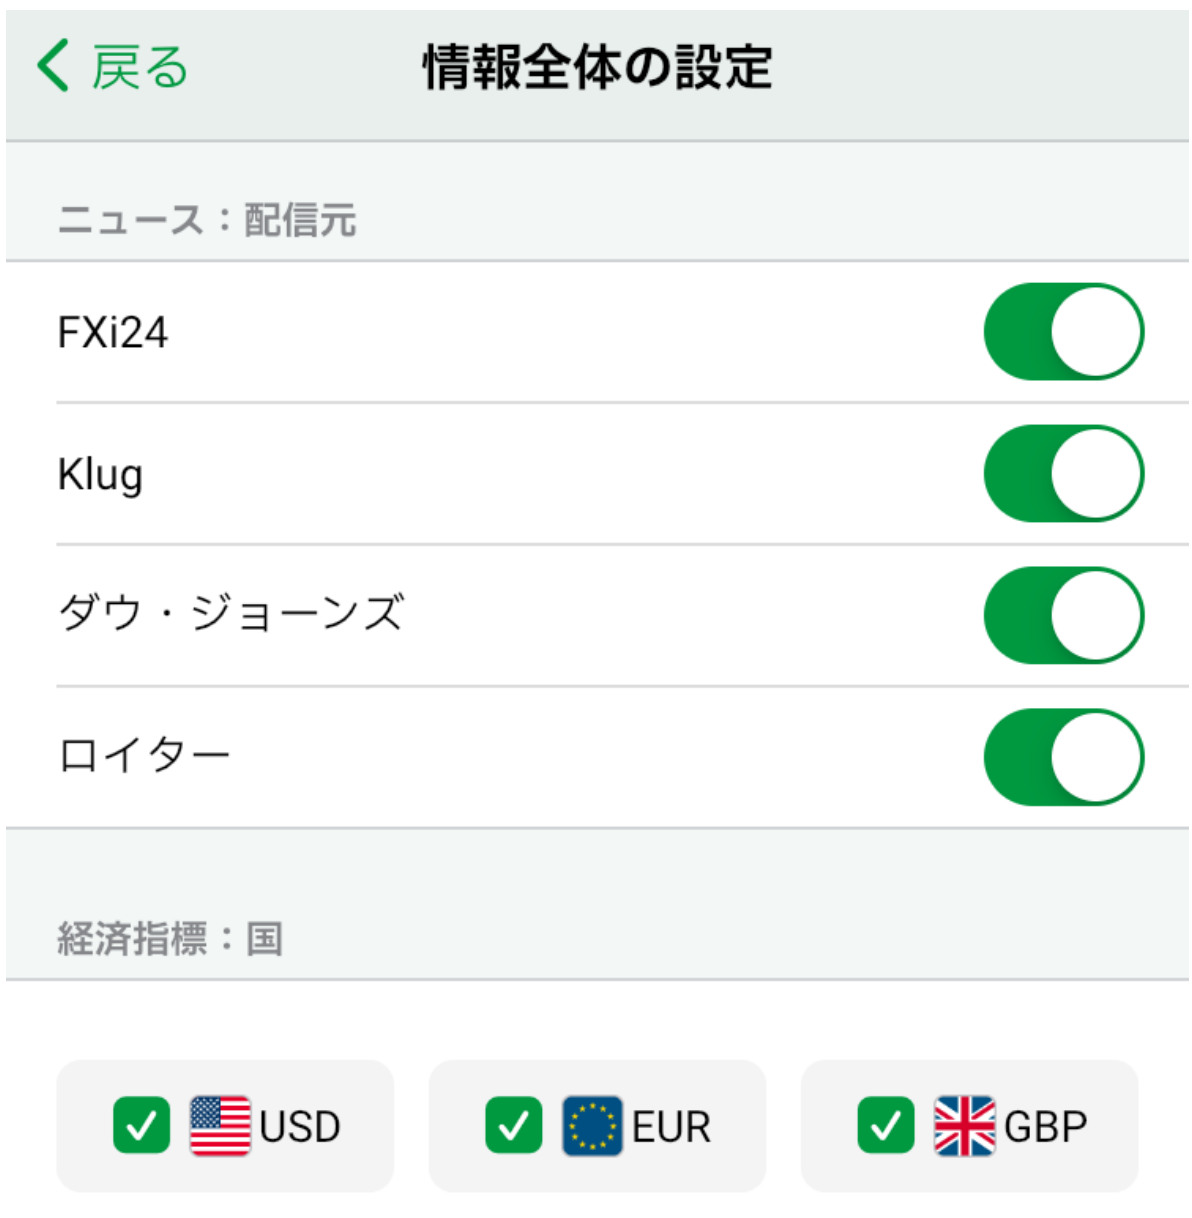 戻る
情報全体の設定
ニュース：配信元
FXi24
Klug
ダウ・ジョーンズ
ロイター
経済指標：国
USD
EUR
GBP